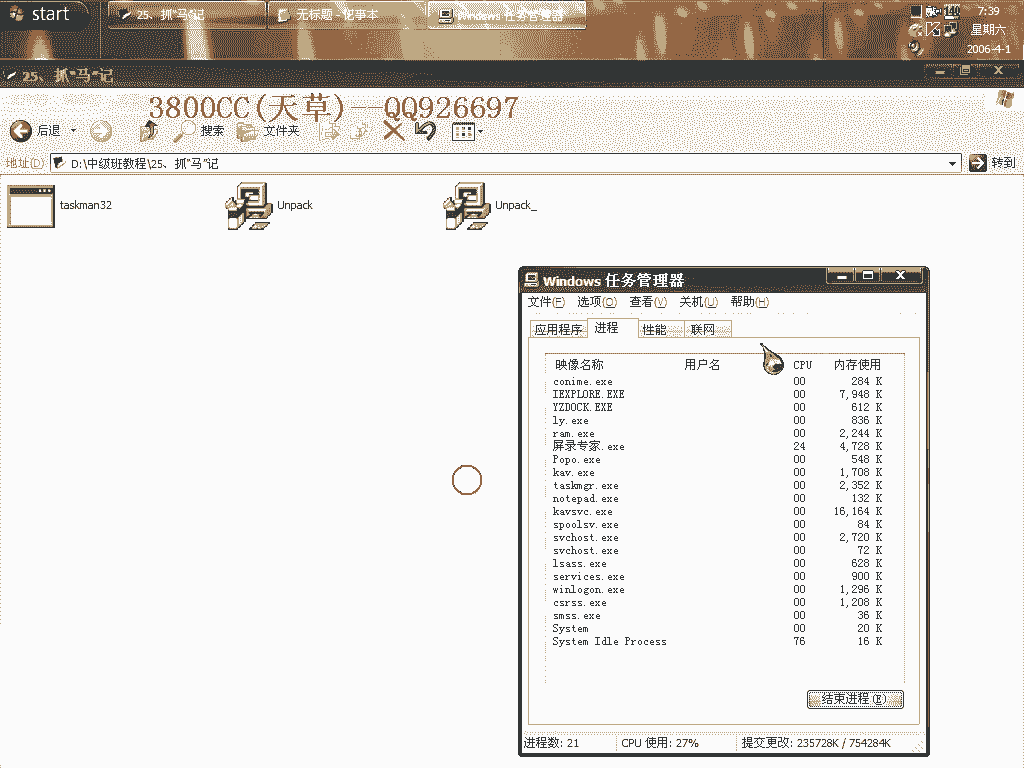 start
25、抓"马"记
无标题 - 记事本
Windows 任务管理器
140
7:39
星期六
2006-4-1
25、抓"马"记
3800CC(天草)--QQ926697
后退
搜索
文件夹
地址(D)
D:\中级班教程\25、抓"马"记
转到
taskman32
Unpack
Unpack_
Windows 任务管理器
文件(F) 选项(O) 查看(V) 关机(U) 帮助(H)
应用程序 进程 性能 联网
映像名称 用户名 CPU 内存使用
conime.exe 00 284 K
IEXPLORE.EXE 00 7,948 K
YZDOCK.EXE 00 612 K
ly.exe 00 836 K
ram.exe 00 2,244 K
屏录专家.exe 24 4,728 K
Popo.exe 00 548 K
kav.exe 00 1,708 K
taskmgr.exe 00 2,352 K
notepad.exe 00 132 K
kavsvc.exe 00 16,164 K
spoolsv.exe 00 84 K
svchost.exe 00 2,720 K
svchost.exe 00 72 K
lsass.exe 00 628 K
services.exe 00 900 K
winlogon.exe 00 1,296 K
csrss.exe 00 1,208 K
smss.exe 00 36 K
System 00 20 K
System Idle Process 76 16 K
结束进程(E)
进程数: 21 CPU 使用: 27% 提交更改: 235728K / 754284K